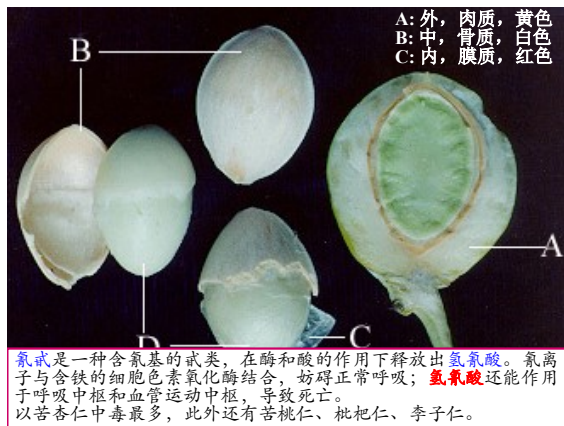 A: 外，肉质，黄色
B: 中，骨质，白色
C: 内，膜质，红色
B
A
D
C
氰甙是一种含氰基的甙类，在酶和酸的作用下释放出氢氰酸。氰离
子与含铁的细胞色素氧化酶结合，妨碍正常呼吸；氢氰酸还能作用
于呼吸中枢和血管运动中枢，导致死亡。
以苦杏仁中毒最多，此外还有苦桃仁、枇杷仁、李子仁。